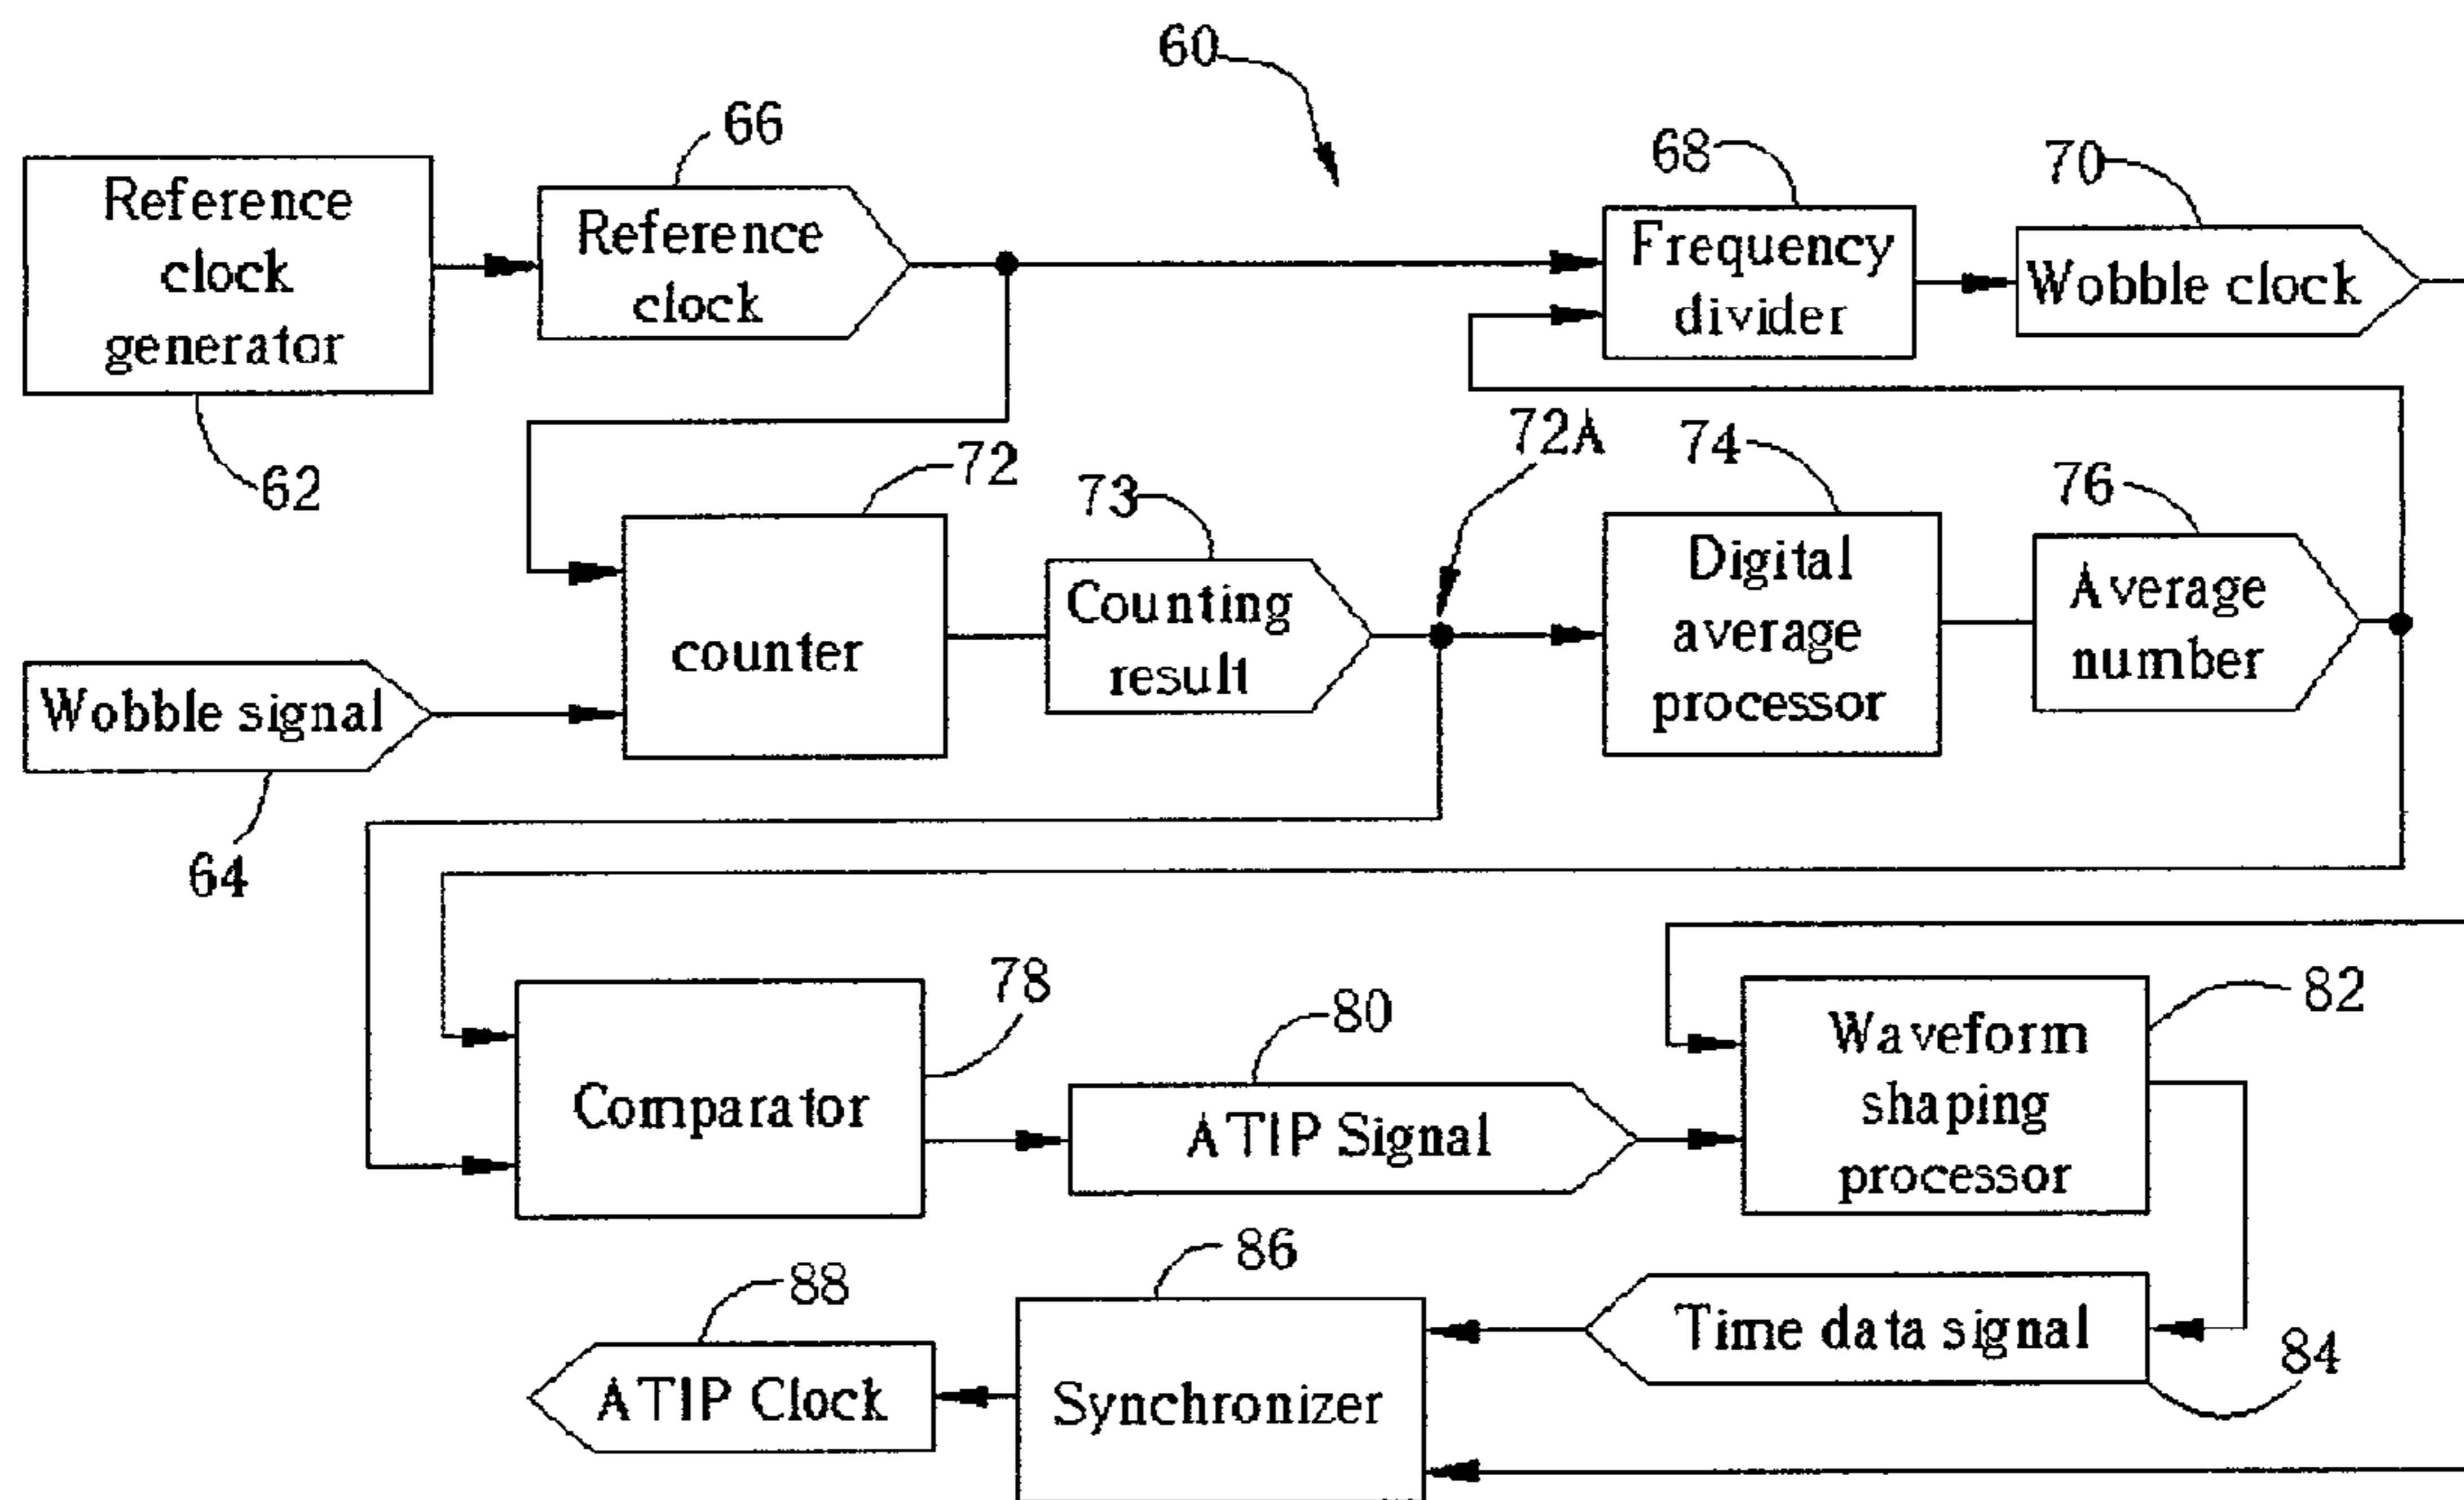 60
66
68
70
Reference
clock
generator
Reference
clock
Frequency
divider
Wobble clock
62
72
73
72A
74
76
counter
Counting
result
Digital
average
processor
Average
number
Wobble signal
64
78
80
82
Comparator
ATIP Signal
Waveform
shaping
processor
88
86
84
ATIP Clock
Synchronizer
Time data signal